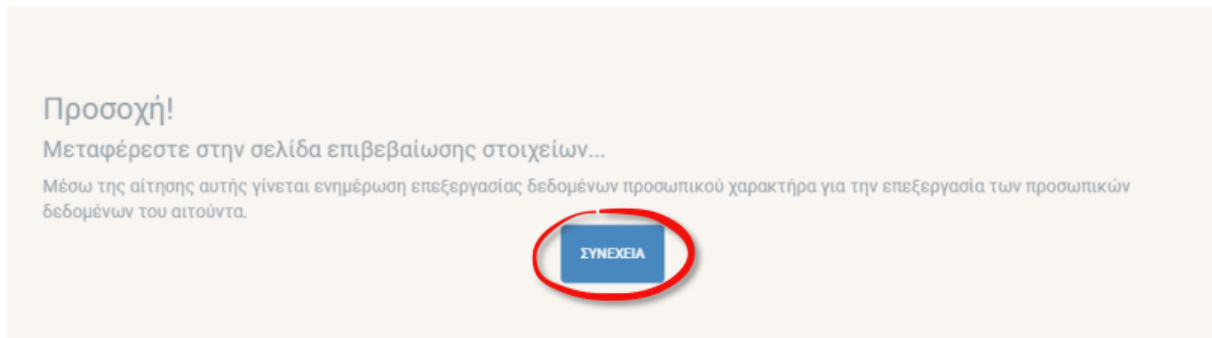 Προσοχή!
Μεταφέρεστε στην σελίδα επιβεβαίωσης στοιχείων...
Μέσω της αίτησης αυτής γίνεται ενημέρωση επεξεργασίας δεδομένων προσωπικού χαρακτήρα για την επεξεργασία των προσωπικών
δεδομένων του αιτούντα.
ΣΥΝΕΧΕΙΑ